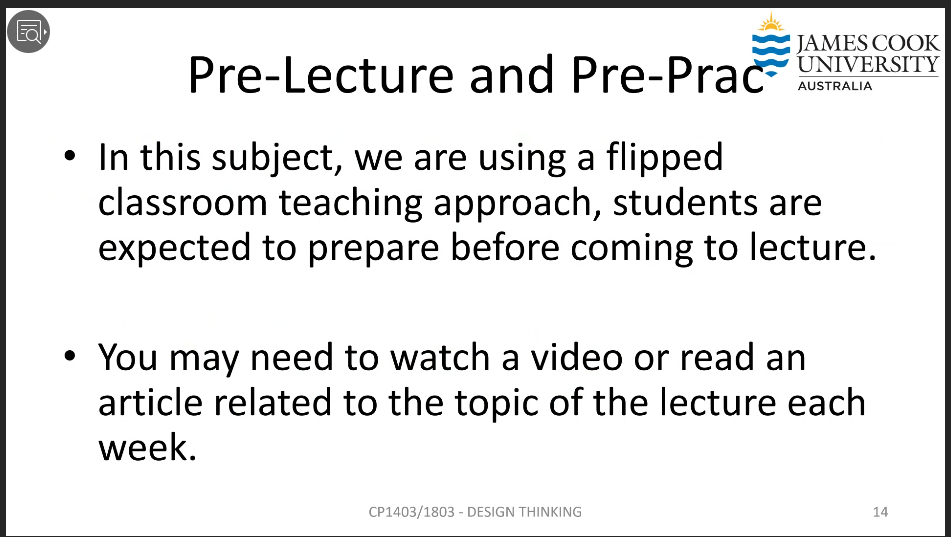 JAMES COOK
UNIVERSITY
AUSTRALIA
Pre-Lecture and Pre-Prac
• In this subject, we are using a flipped
classroom teaching approach, students are
expected to prepare before coming to lecture.
• You may need to watch a video or read an
article related to the topic of the lecture each
week.
CP1403/1803 - DESIGN THINKING
14